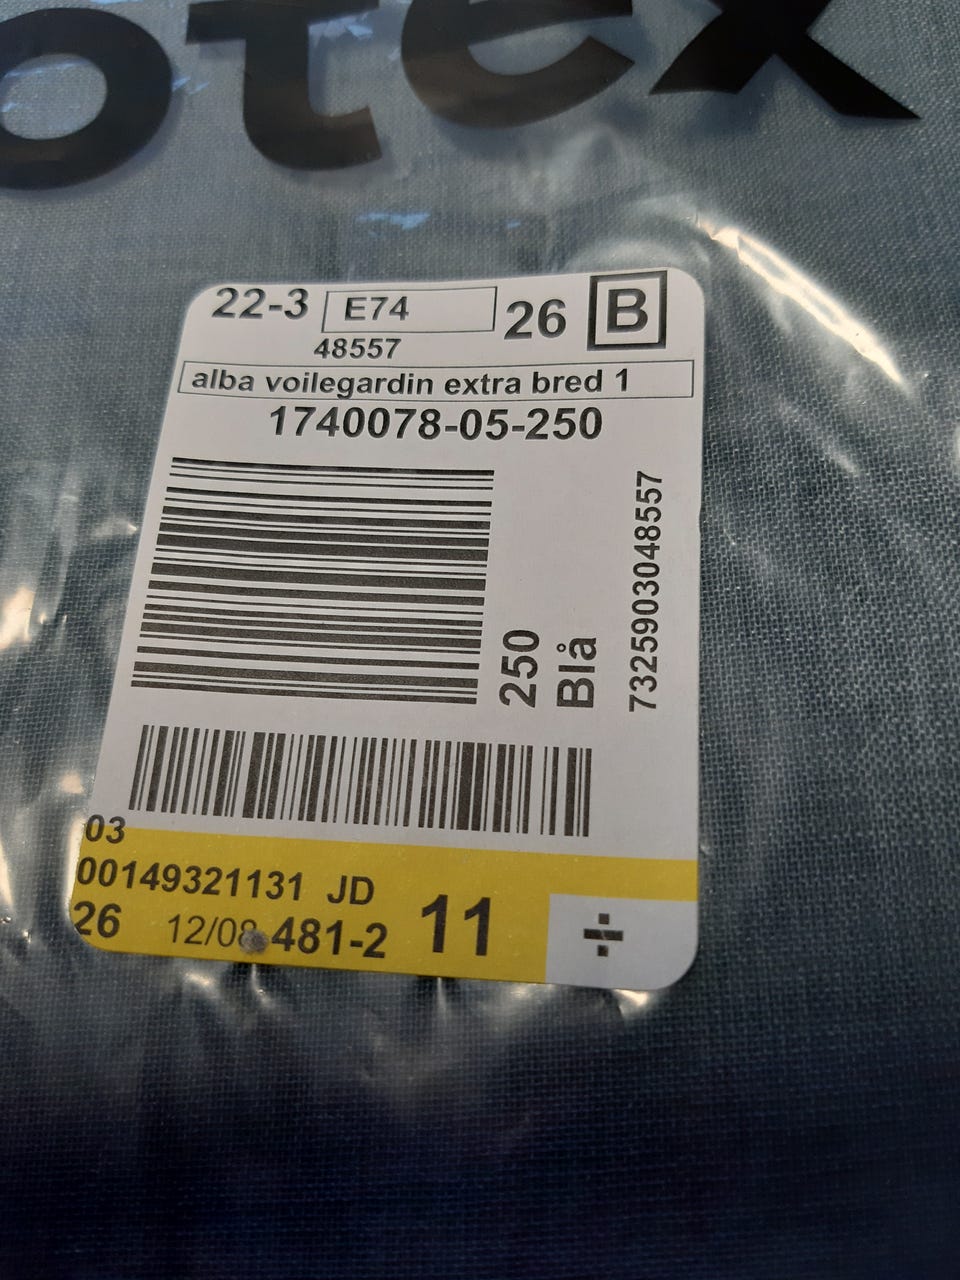 otex
22-3 E74 26 B
48557
alba voilegardin extra bred 1
1740078-05-250
250
Blå
7325903048557
03
00149321131 JD
26 12/08 481-2 11 ÷